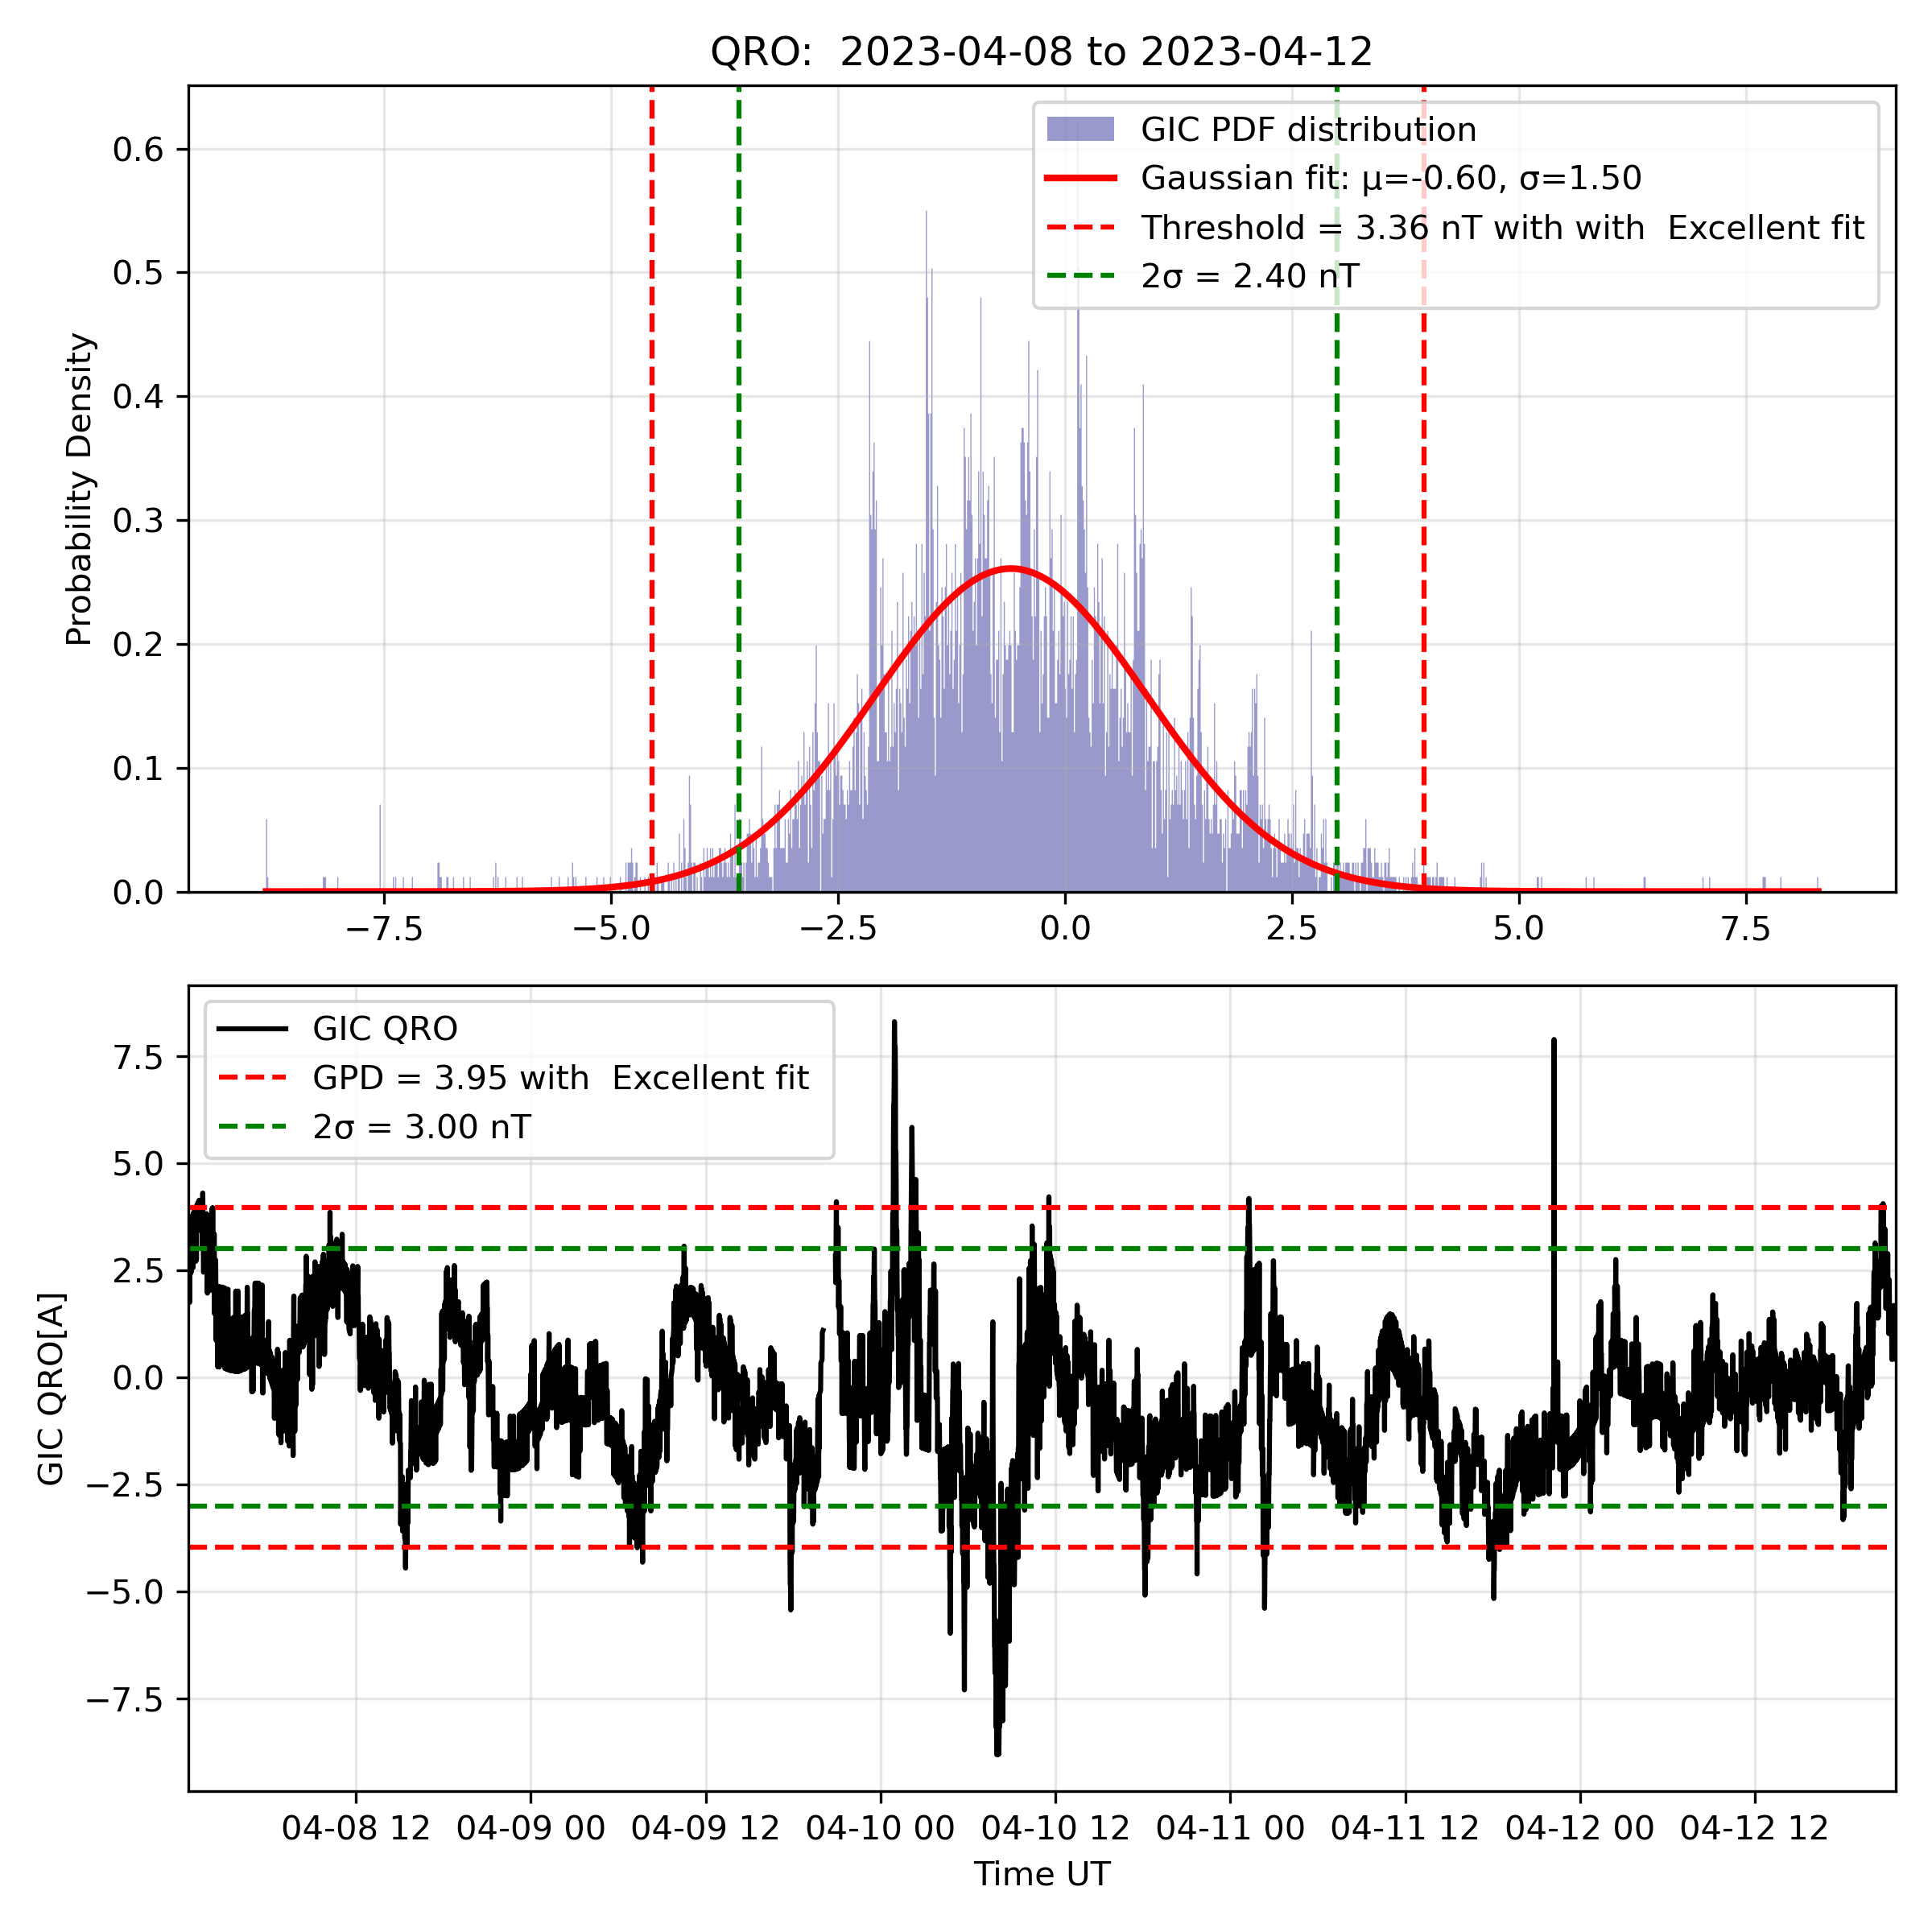 QRO:  2023-04-08 to 2023-04-12
GIC PDF distribution
Gaussian fit: μ=-0.60, σ=1.50
Threshold = 3.36 nT with with  Excellent fit
2σ = 2.40 nT
Probability Density
0.6
0.5
0.4
0.3
0.2
0.1
0.0
−7.5 −5.0 −2.5 0.0 2.5 5.0 7.5
GIC QRO
GPD = 3.95 with  Excellent fit
2σ = 3.00 nT
GIC QRO[A]
7.5
5.0
2.5
0.0
−2.5
−5.0
−7.5
04-08 12 04-09 00 04-09 12 04-10 00 04-10 12 04-11 00 04-11 12 04-12 00 04-12 12
Time UT